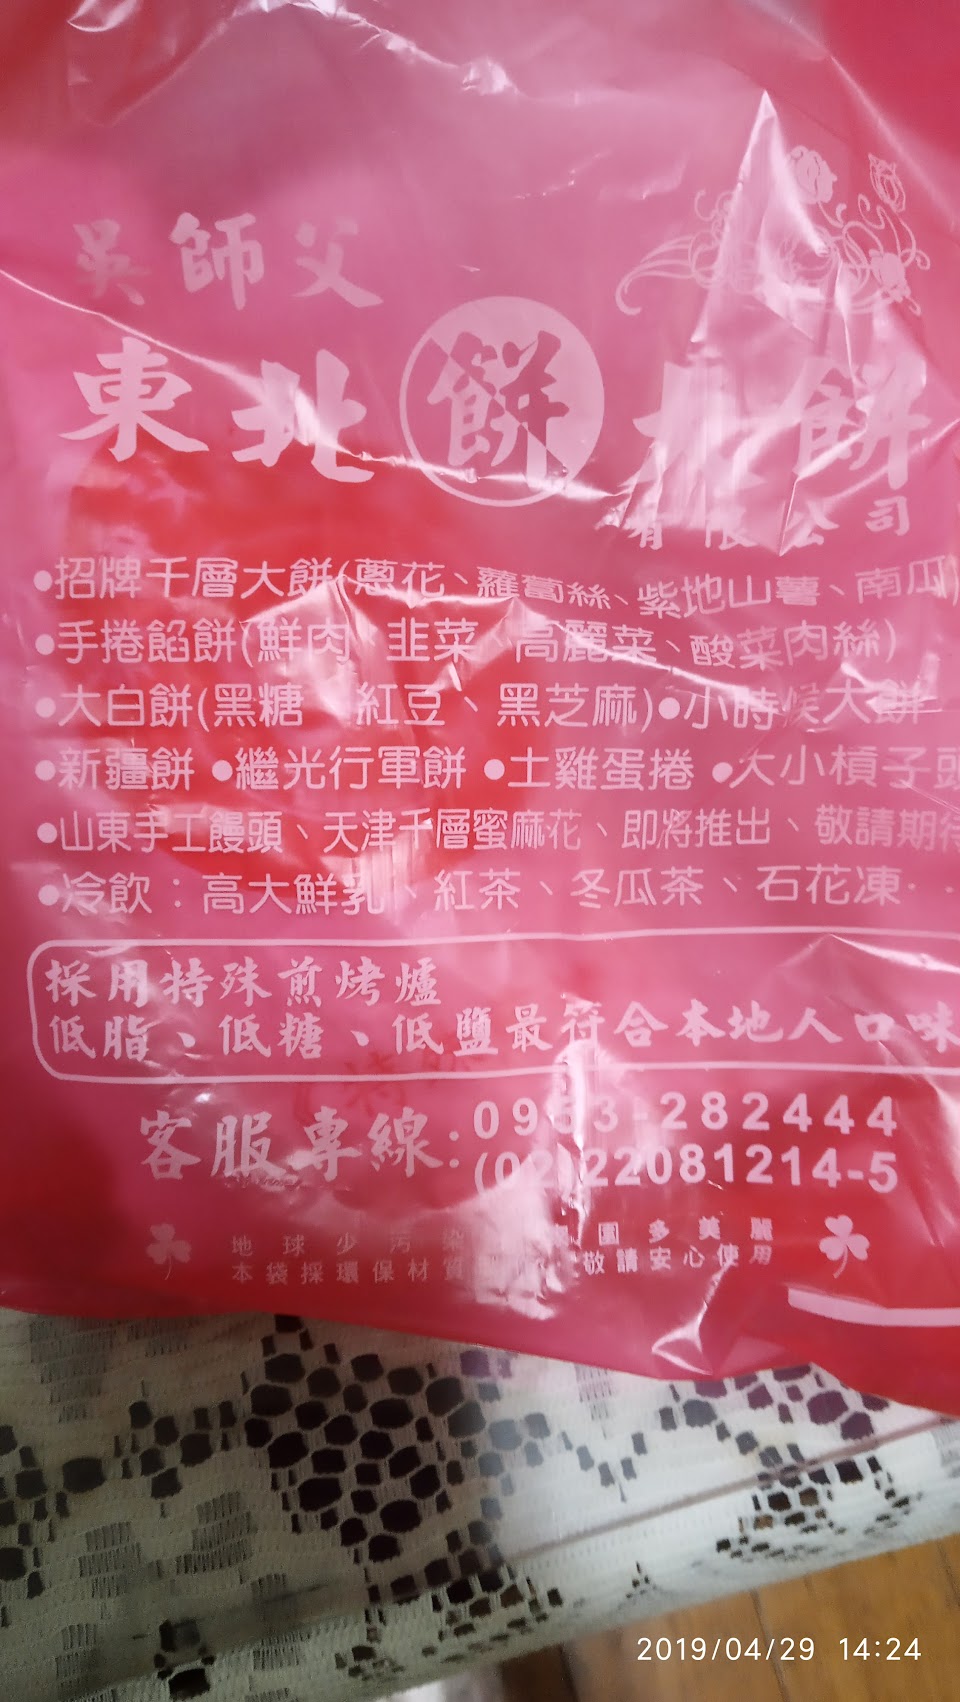 吳師父
東北餅大餅
有限公司
●招牌千層大餅(蔥花、蘿蔔絲、紫地山薯、南瓜)
●手捲餡餅(鮮肉 韭菜、高麗菜、酸菜肉絲)
●大白餅(黑糖 紅豆、黑芝麻)●小時候大餅
●新疆餅 ●繼光行軍餅 ●土雞蛋捲 ●大小槓子頭
●山東手工饅頭、天津千層蜜麻花、即將推出、敬請期待
●冷飲：高大鮮乳、紅茶、冬瓜茶、石花凍‧‧
採用特殊煎烤爐
低脂、低糖、低鹽最符合本地人口味
客服專線:0953-282444
:(02)22081214-5
地球少污染 園多美麗
本袋採環保材質 敬請安心使用
2019/04/29 14:24